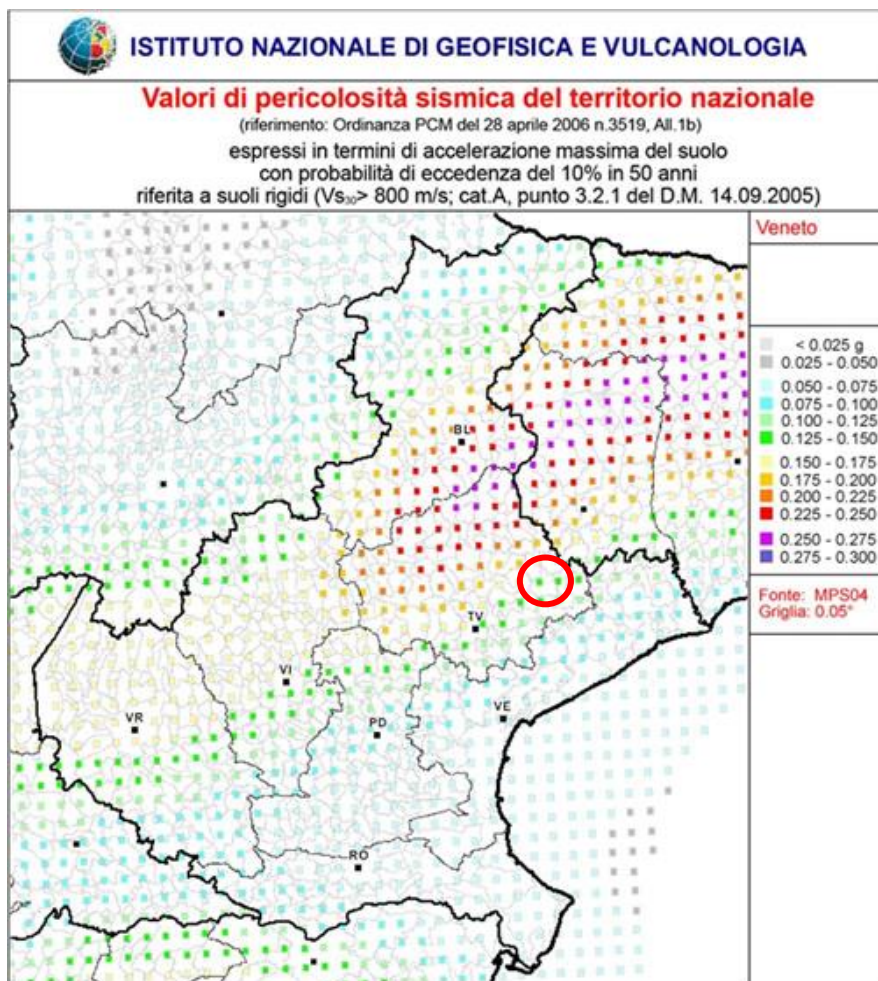 ISTITUTO NAZIONALE DI GEOFISICA E VULCANOLOGIA
Valori di pericolosità sismica del territorio nazionale
(riferimento: Ordinanza PCM del 28 aprile 2006 n.3519, All.1b)
espressi in termini di accelerazione massima del suolo
con probabilità di eccedenza del 10% in 50 anni
riferita a suoli rigidi (Vs₃₀> 800 m/s; cat.A, punto 3.2.1 del D.M. 14.09.2005)
Veneto
< 0.025 g
0.025 - 0.050
0.050 - 0.075
0.075 - 0.100
0.100 - 0.125
0.125 - 0.150
0.150 - 0.175
0.175 - 0.200
0.200 - 0.225
0.225 - 0.250
0.250 - 0.275
0.275 - 0.300
Fonte: MPS04
Griglia: 0.05°
BL
TV
VI
VR
PD
VE
RO